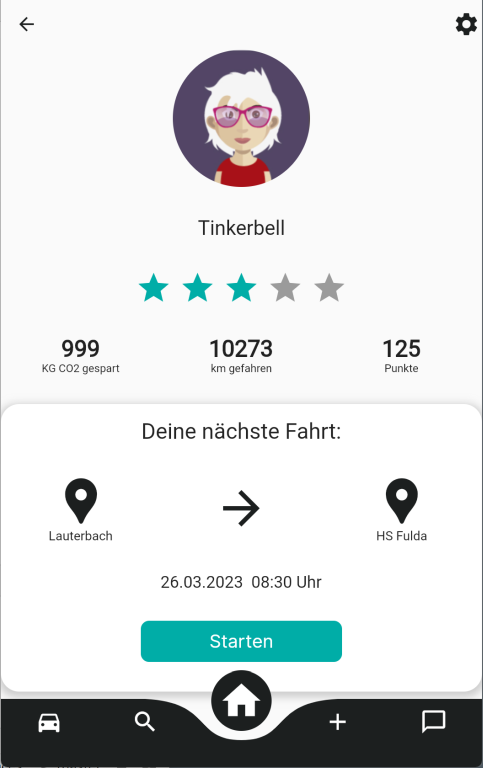 Tinkerbell
999 10273 125
KG CO2 gespart km gefahren Punkte
Deine nächste Fahrt:
Lauterbach HS Fulda
26.03.2023 08:30 Uhr
Starten